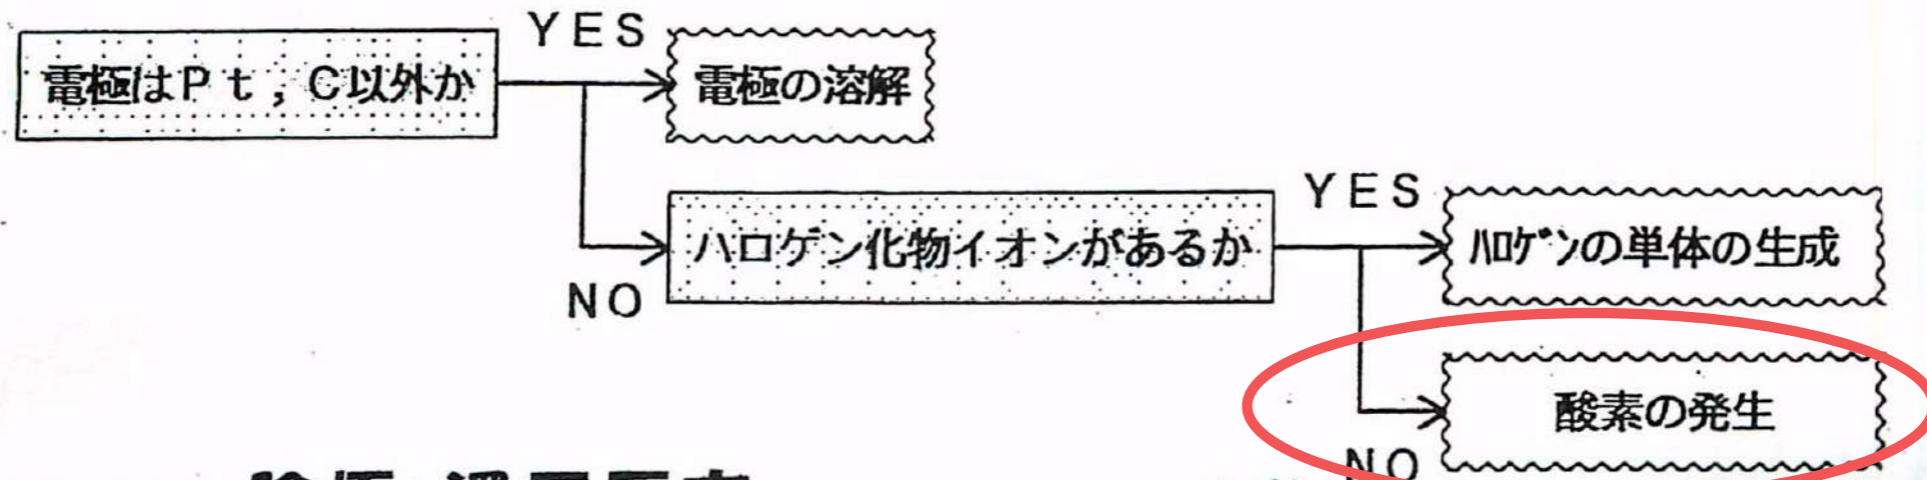 YES
電極はＰｔ，Ｃ以外か
電極の溶解
YES
ハロゲン化物イオンがあるか
ﾊﾛｹﾞﾝの単体の生成
NO
酸素の発生
NO